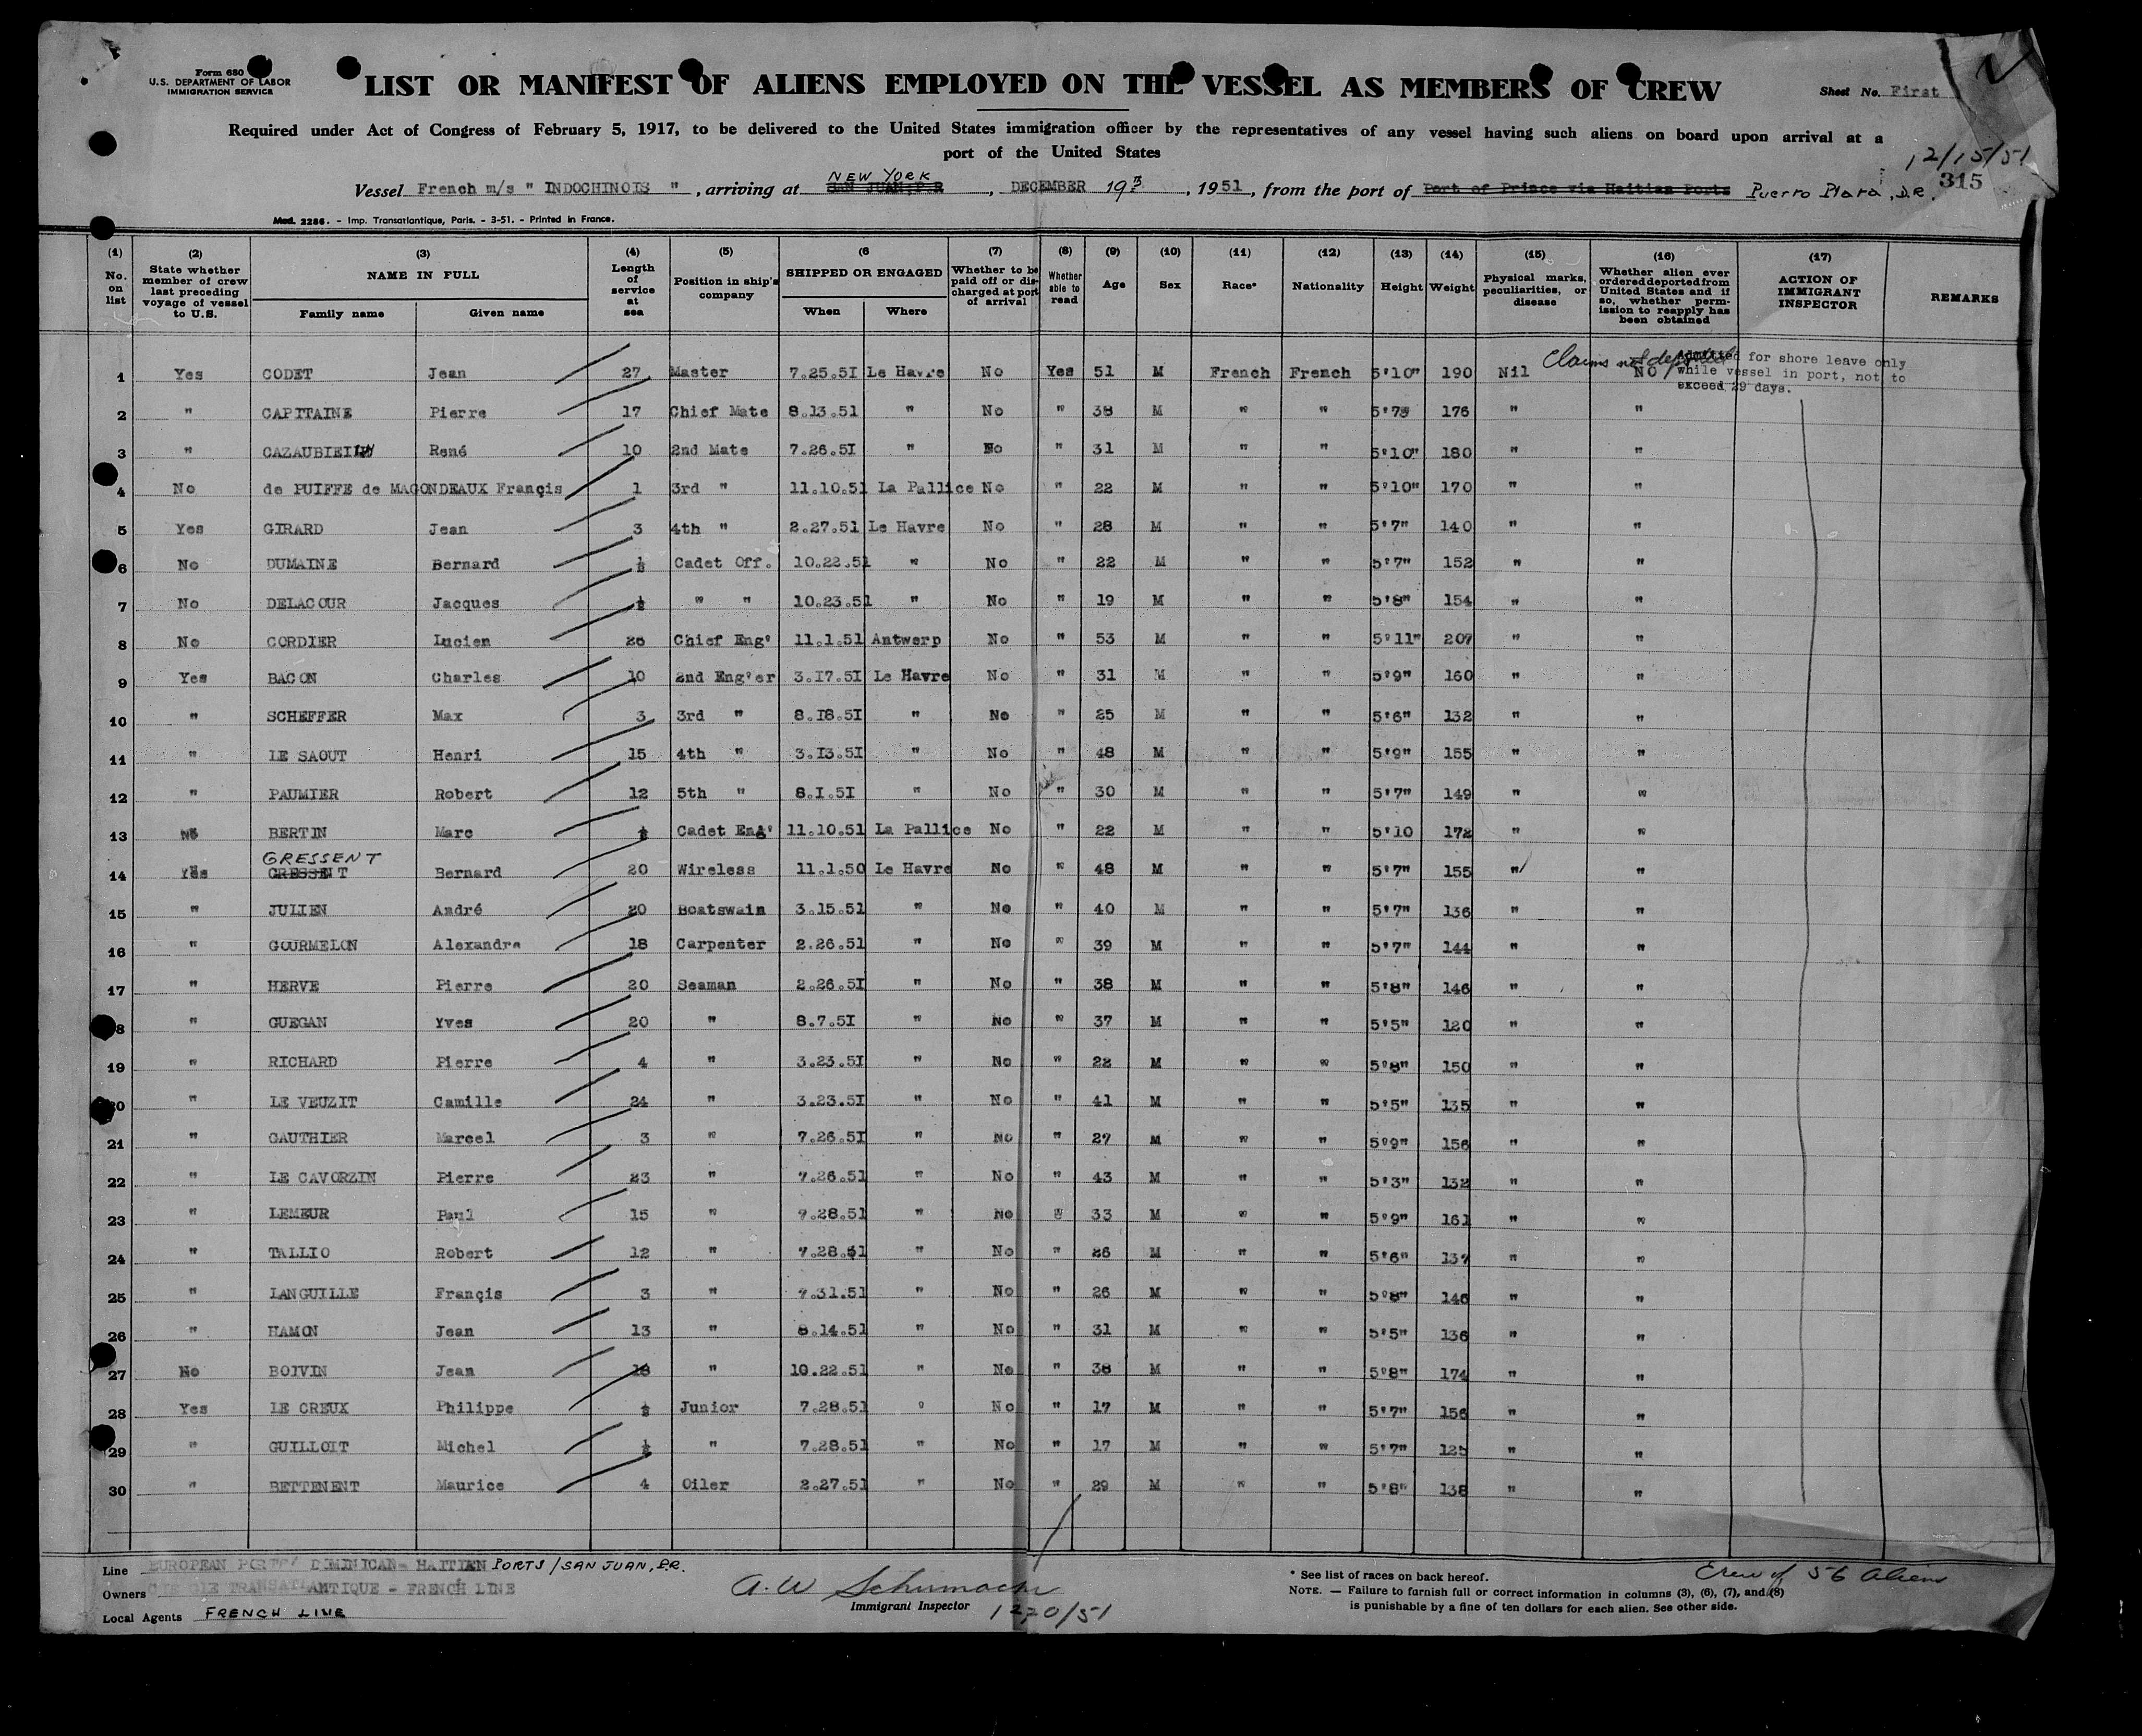 Form 680
U.S. DEPARTMENT OF LABOR
IMMIGRATION SERVICE
LIST OR MANIFEST OF ALIENS EMPLOYED ON THE VESSEL AS MEMBERS OF CREW
Sheet No. First
Required under Act of Congress of February 5, 1917, to be delivered to the United States immigration officer by the representatives of any vessel having such aliens on board upon arrival at a
port of the United States
12/15/51
315
NEW YORK
Vessel French m/s " INDOCHINOIS ", arriving at SAN JUAN, P.R, DECEMBER 19th, 1951, from the port of Port of Prince via Haitian Ports Puerto Plata, D.R.
Mod. 2286. - Imp. Transatlantique, Paris. - 3-51. - Printed in France.
(1) No. on list
(2) State whether member of crew last preceding voyage of vessel to U.S.
(3) NAME IN FULL Family name Given name
(4) Length of service at sea
(5) Position in ship's company
(6 SHIPPED OR ENGAGED When Where
(7) Whether to be paid off or discharged at port of arrival
(8) Whether able to read
(9) Age
(10) Sex
(11) Race*
(12) Nationality
(13) Height
(14) Weight
(15) Physical marks, peculiarities, or disease
(16) Whether alien ever ordered deported from United States and if so, whether permission to reapply has been obtained
(17) ACTION OF IMMIGRANT INSPECTOR
REMARKS
Claims not deported
Admitted for shore leave only
while vessel in port, not to
exceed 29 days.
1 Yes CODET Jean 27 Master 7.25.51 Le Havre No Yes 51 M French French 5'10" 190 Nil NO
2 " CAPITAINE Pierre 17 Chief Mate 8.13.51 " No " 38 M " " 176 " "
3 " René 10 2nd Mate 7.26.51 " No " 31 M " " 5'10" 180 " "
4 No de PUIFFE de MAGONDEAUX Françis 1 3rd " 11.10.51 La Pallice No " 22 M " " 5'10" 170 " "
5 Yes GIRARD Jean 3 4th " 2.27.51 Le Havre No " 28 M " " 5'7" 140 " "
6 No DUMAINE Bernard ½ Cadet Off. 10.22.51 " No " 22 M " " 5'7" 152 " "
7 No DELACOUR Jacques ½ " " 10.23.51 " No " 19 M " " 5'8" 154 " "
8 No CORDIER Lucien 26 Chief Eng' 11.1.51 Antwerp No " 53 M " " 5'11" 207 " "
9 Yes BACON Charles 10 2nd Eng'er 3.17.51 Le Havre No " 31 M " " 5'9" 160 " "
10 " SCHEFFER Max 3 3rd " 8.18.51 " No " 25 M " " 5'6" 132 " "
11 " LE SAOUT Henri 15 4th " 3.13.51 " No " 48 M " " 5'9" 155 " "
12 " PAUMIER Robert 12 5th " 8.I.51 " No " 30 M " " 5'7" 149 " "
13 No BERTIN Marc ½ Cadet Eng' 11.10.51 La Pallice No " 22 M " " 5'10 172 " "
GRESSENT
14 Yes GRESSENT Bernard 20 Wireless 11.1.50 Le Havre No " 48 M " " 5'7" 155 " "
15 " JULIEN André 20 Boatswain 3.15.51 " No " 40 M " " 5'7" 136 " "
16 " GOURMELON Alexandre 18 Carpenter 2.26.51 " No " 39 M " " 5'7" 144 " "
17 " HERVE Pierre 20 Seaman 2.26.51 " No " 38 M " " 5'8" 146 " "
18 " GUEGAN Yves 20 " 8.7.51 " No " 37 M " " 5'5" 120 " "
19 " RICHARD Pierre 4 " 3.23.51 " No " 22 M " " 5'8" 150 " "
20 " LE VEUZIT Camille 24 " 3.23.51 " No " 41 M " " 5'5" 135 " "
21 " GAUTHIER Marcel 3 " 7.26.51 " No " 27 M " " 5'9" 156 " "
22 " LE CAVORZIN Pierre 23 " 7.26.51 " No " 43 M " " 5'3" 132 " "
23 " LEMEUR Paul 15 " 7.28.51 " No " 33 M " " 5'9" 161 " "
24 " TALLIO Robert 12 " 7.28.51 " No " 26 M " " 5'6" 137 " "
25 " LANGUILLE Françis 3 " 7.31.51 " No " 26 M " " 5'8" 146 " "
26 " HAMON Jean 13 " 8.14.51 " No " 31 M " " 5'5" 136 " "
27 No BOIVIN Jean 18 " 10.22.51 " No " 38 M " " 5'8" 174 " "
28 Yes LE CREUX Philippe ½ Junior 7.28.51 " No " 17 M " " 5'7" 156 " "
29 " GUILLOIT Michel ½ " 7.28.51 " No " 17 M " " 5'7" 125 " "
30 " BETTENENT Maurice 4 Oiler 2.27.51 " No " 29 M " " 5'8" 138 " "
Line EUROPEAN PORTS/ DOMINICAN- HAITIEN PORTS / SAN JUAN, P.R.
Owners CIE GLE TRANSATLANTIQUE - FRENCH LINE
Local Agents FRENCH LINE
A. W Schumacher
Immigrant Inspector
12/20/51
* See list of races on back hereof.
NOTE. — Failure to furnish full or correct information in columns (3), (6), (7), and (8)
is punishable by a fine of ten dollars for each alien. See other side.
Crew of 56 Aliens